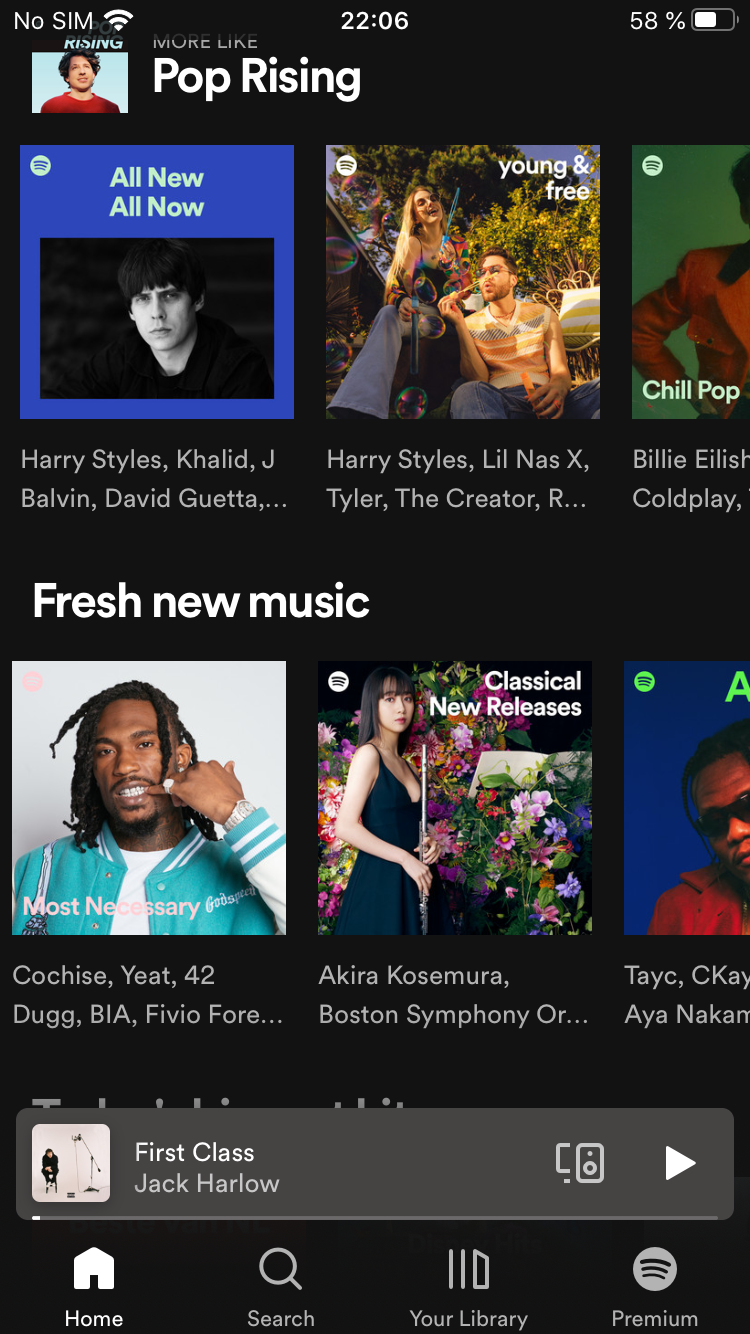 No SIM
22:06
58 %
RISING
MORE LIKE
Pop Rising
All New
All Now
young &
free
Chill Pop
Harry Styles, Khalid, J
Balvin, David Guetta,...
Harry Styles, Lil Nas X,
Tyler, The Creator, R...
Billie Eilish
Coldplay,
Fresh new music
Most Necessary
Godspeed
Classical
New Releases
A
Cochise, Yeat, 42
Dugg, BIA, Fivio Fore...
Akira Kosemura,
Boston Symphony Or...
Tayc, CKay
Aya Nakam
Today's biggest hits
First Class
Jack Harlow
Home
Search
Your Library
Premium